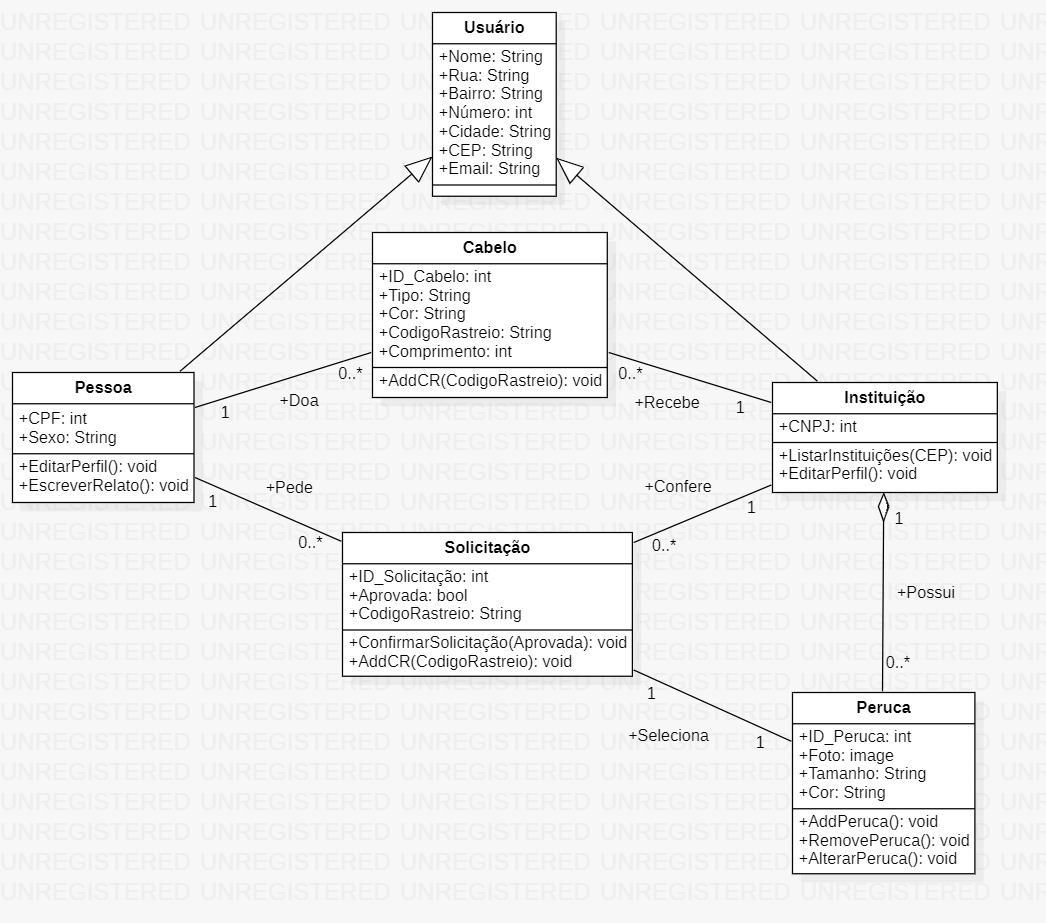 Usuário
+Nome: String
+Rua: String
+Bairro: String
+Número: int
+Cidade: String
+CEP: String
+Email: String
Cabelo
+ID_Cabelo: int
+Tipo: String
+Cor: String
+CodigoRastreio: String
+Comprimento: int
+AddCR(CodigoRastreio): void
Pessoa
+CPF: int
+Sexo: String
+EditarPerfil(): void
+EscreverRelato(): void
Instituição
+CNPJ: int
+ListarInstituições(CEP): void
+EditarPerfil(): void
0..*
+Doa
1
0..*
+Recebe
1
1
+Pede
0..*
+Confere
1
0..*
1
+Possui
0..*
Solicitação
+ID_Solicitação: int
+Aprovada: bool
+CodigoRastreio: String
+ConfirmarSolicitação(Aprovada): void
+AddCR(CodigoRastreio): void
1
+Seleciona
1
Peruca
+ID_Peruca: int
+Foto: image
+Tamanho: String
+Cor: String
+AddPeruca(): void
+RemovePeruca(): void
+AlterarPeruca(): void
UNREGISTERED